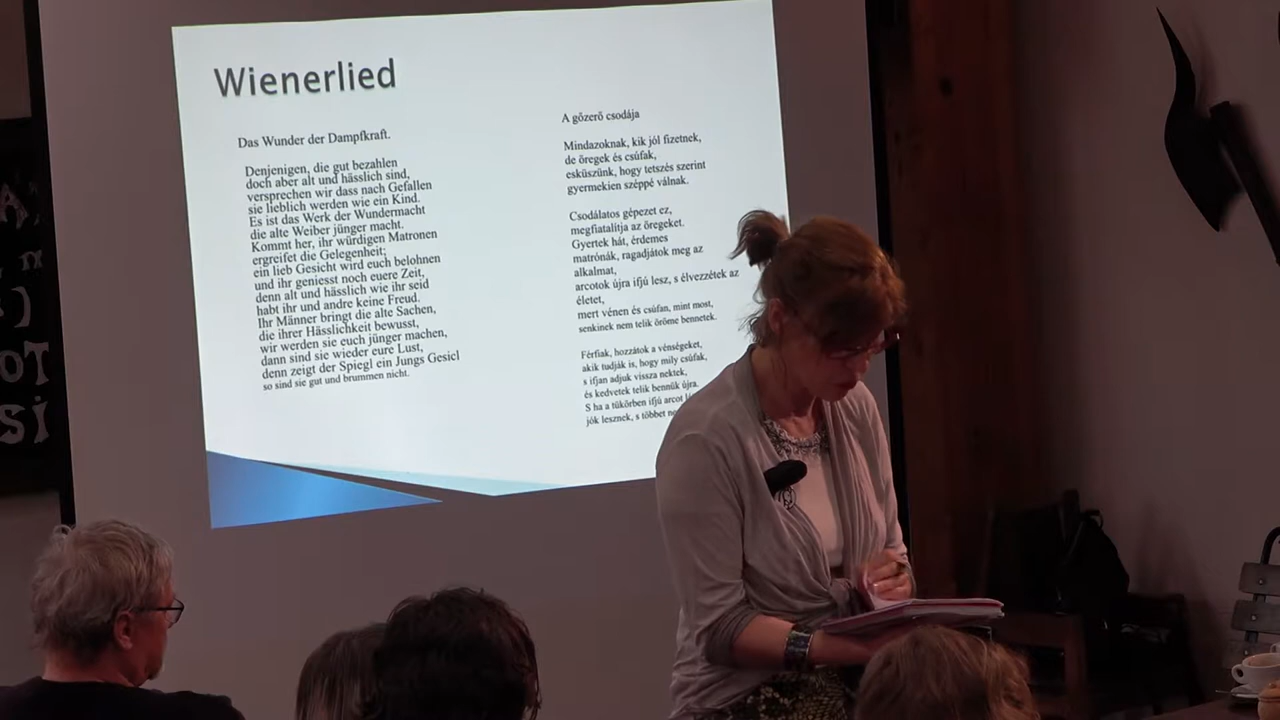 Wienerlied
Das Wunder der Dampfkraft.
Denjenigen, die gut bezahlen
doch aber alt und hässlich sind,
versprechen wir dass nach Gefallen
sie lieblich werden wie ein Kind.
Es ist das Werk der Wundermacht
die alte Weiber jünger macht.
Kommt her, ihr würdigen Matronen
ergreifet die Gelegenheit;
ein lieb Gesicht wird euch belohnen
und ihr geniesst noch euere Zeit,
denn alt und hässlich wie ihr seid
habt ihr und andre keine Freud.
Ihr Männer bringt die alte Sachen,
die ihrer Hässlichkeit bewusst,
wir werden sie euch jünger machen,
dann sind sie wieder eure Lust,
denn zeigt der Spiegl ein Jungs Gesicl
so sind sie gut und brummen nicht.
A gőzerő csodája
Mindazoknak, kik jól fizetnek,
de öregek és csúfak,
esküszünk, hogy tetszés szerint
gyermekien széppé válnak.
Csodálatos gépezet ez,
megfiatalítja az öregeket.
Gyertek hát, érdemes
matrónák, ragadjátok meg az
alkalmat,
arcotok újra ifjú lesz, s élvezzétek az
életet,
mert vénen és csúfan, mint most,
senkinek nem telik öröme bennetek.
Férfiak, hozzátok a vénségeket,
akik tudják is, hogy mily csúfak,
s ifjan adjuk vissza nektek,
és kedvetek telik bennük újra.
S ha a tükörben ifjú arcot
jók lesznek, s többet
OT
Si